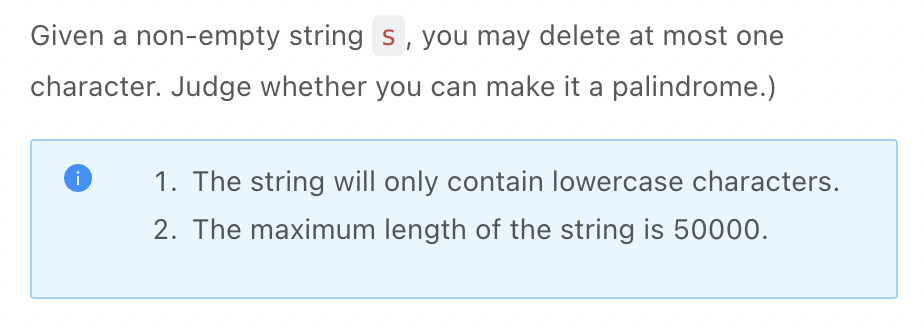 Given a non-empty string s, you may delete at most one
character. Judge whether you can make it a palindrome.)
1. The string will only contain lowercase characters.
2. The maximum length of the string is 50000.